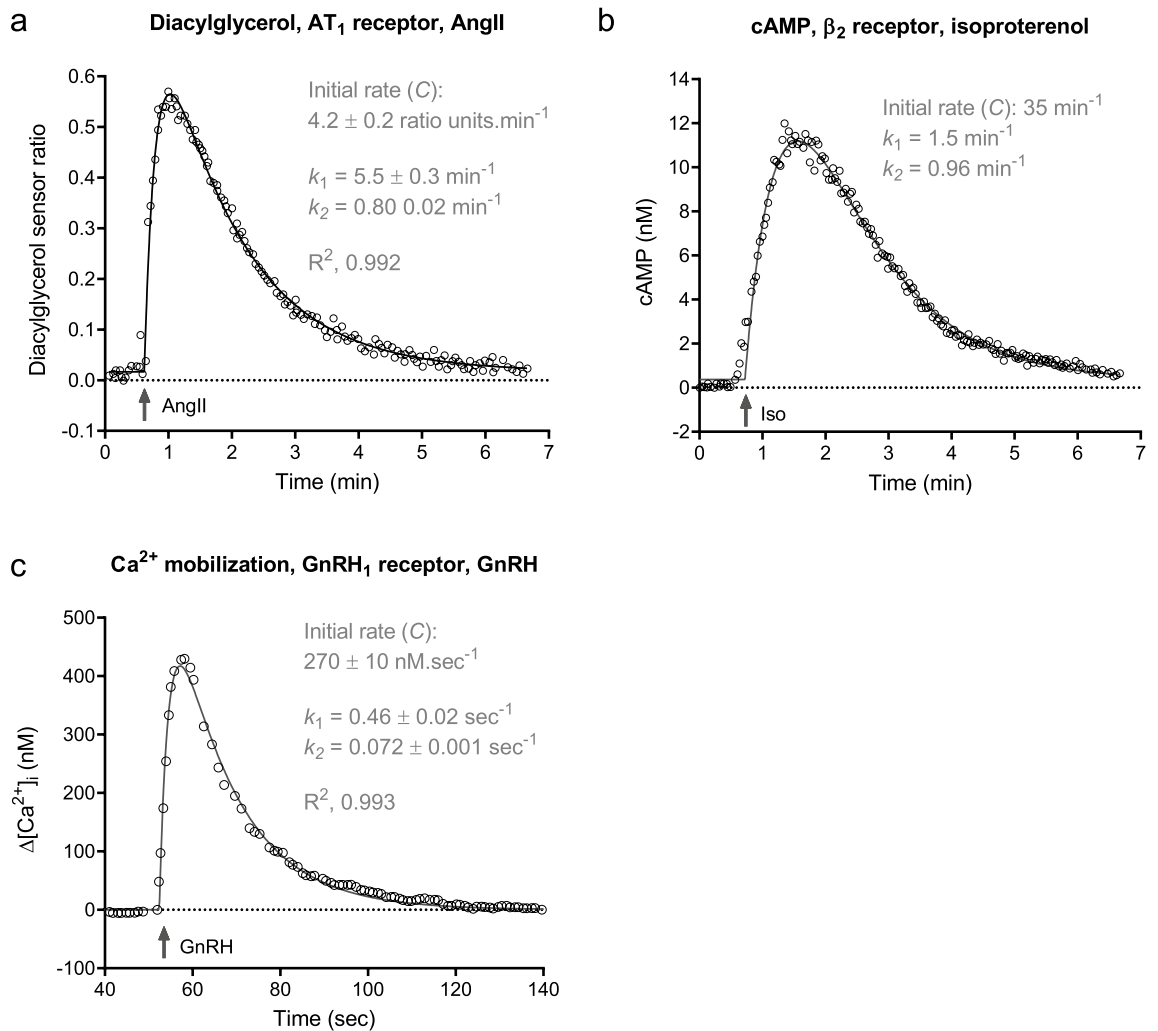 a
Diacylglycerol, AT1 receptor, AngII
Diacylglycerol sensor ratio
0.6
0.5
0.4
0.3
0.2
0.1
0.0
-0.1
Initial rate (C):
4.2 ± 0.2 ratio units.min-1
k1 = 5.5 ± 0.3 min-1
k2 = 0.80 0.02 min-1
R2, 0.992
AngII
0 1 2 3 4 5 6 7
Time (min)
b
cAMP, β2 receptor, isoproterenol
cAMP (nM)
14
12
10
8
6
4
2
0
-2
Initial rate (C): 35 min-1
k1 = 1.5 min-1
k2 = 0.96 min-1
Iso
0 1 2 3 4 5 6 7
Time (min)
c
Ca2+ mobilization, GnRH1 receptor, GnRH
Δ[Ca2+]i (nM)
500
400
300
200
100
0
-100
Initial rate (C):
270 ± 10 nM.sec-1
k1 = 0.46 ± 0.02 sec-1
k2 = 0.072 ± 0.001 sec-1
R2, 0.993
GnRH
40 60 80 100 120 140
Time (sec)